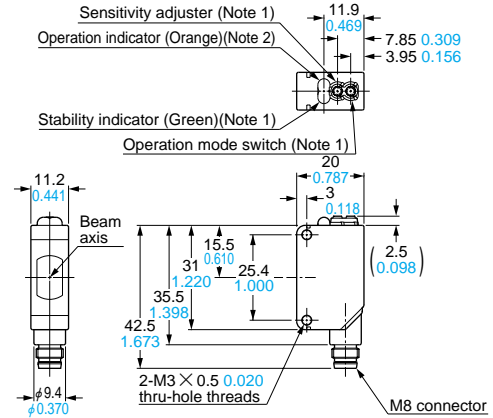 Sensitivity adjuster (Note 1)
11.9
0.469
Operation indicator (Orange)(Note 2)
7.85 0.309
3.95 0.156
Stability indicator (Green)(Note 1)
Operation mode switch (Note 1)
20
0.787
11.2
0.441
3
0.118
Beam
axis
15.5
0.610
2.5
0.098
31
1.220
25.4
1.000
35.5
1.398
42.5
1.673
φ9.4
φ0.370
2-M3 × 0.5 0.020
thru-hole threads
M8 connector